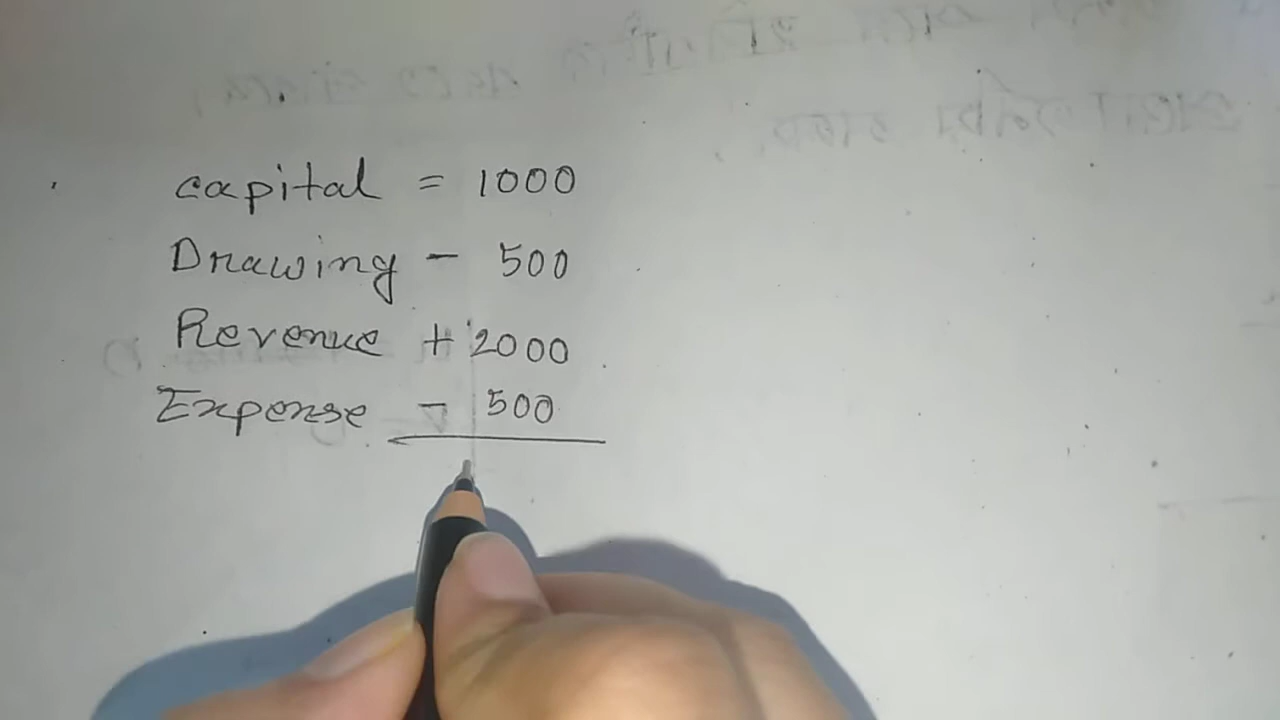 capital = 1000
Drawing - 500
Revenue + 2000
Expense - 500